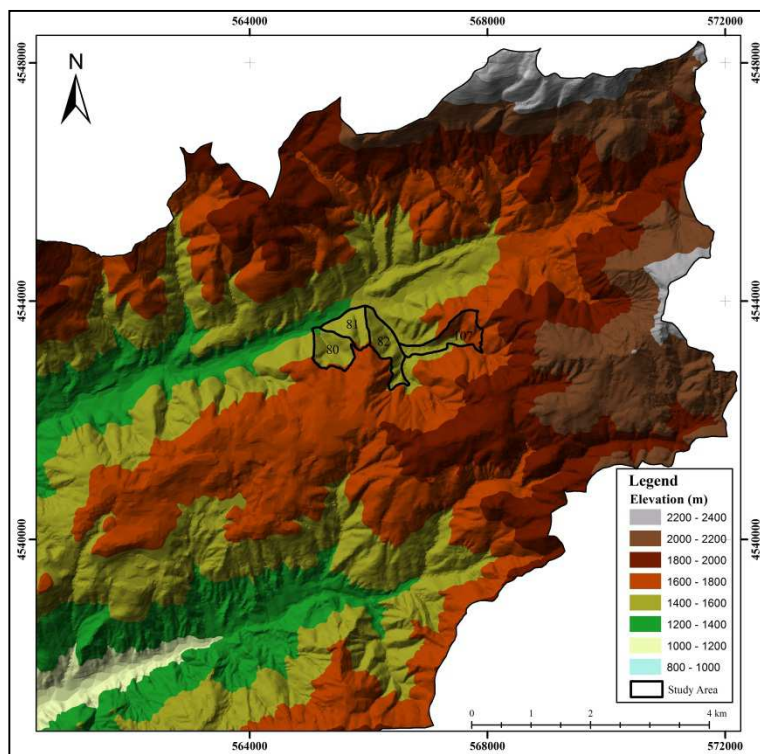 564000 568000 572000
4548000 4548000
N
4544000 4544000
81
80 82 107
4540000 4540000
Legend
Elevation (m)
2200 - 2400
2000 - 2200
1800 - 2000
1600 - 1800
1400 - 1600
1200 - 1400
1000 - 1200
800 - 1000
Study Area
0 1 2 4 km
564000 568000 572000